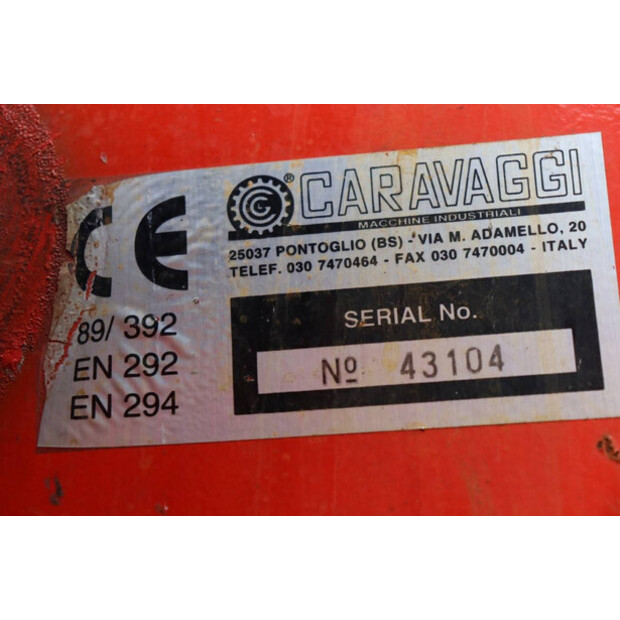 CE
89/ 392
EN 292
EN 294
G
® CARAVAGGI
MACCHINE INDUSTRIALI
25037 PONTOGLIO (BS) - VIA M. ADAMELLO, 20
TELEF. 030 7470464 - FAX 030 7470004 - ITALY
SERIAL No.
Nº 43104